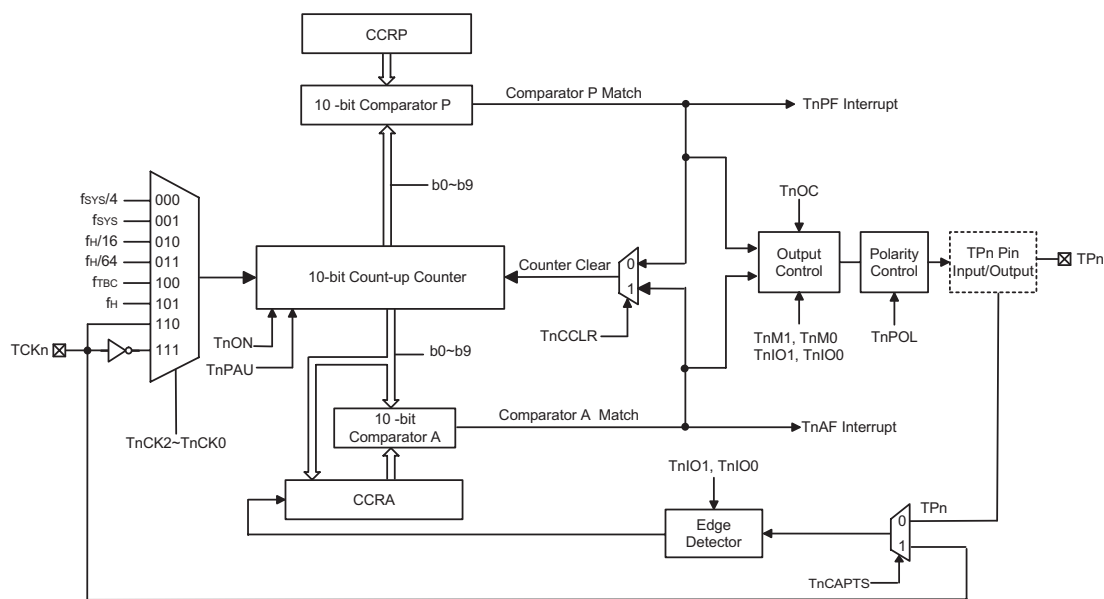 CCRP
10 -bit Comparator P
Comparator P Match
TnPF Interrupt
b0~b9
fSYS/4
000
fSYS
001
fH/16
010
fH/64
011
fTBC
100
fH
101
110
111
TCKn
TnCK2~TnCK0
10-bit Count-up Counter
TnON
TnPAU
Counter Clear
0
1
TnCCLR
TnOC
Output
Control
TnM1, TnM0
TnIO1, TnIO0
Polarity
Control
TnPOL
TPn Pin
Input/Output
TPn
b0~b9
10 -bit
Comparator A
Comparator A Match
TnAF Interrupt
CCRA
TnIO1, TnIO0
Edge
Detector
TPn
0
1
TnCAPTS